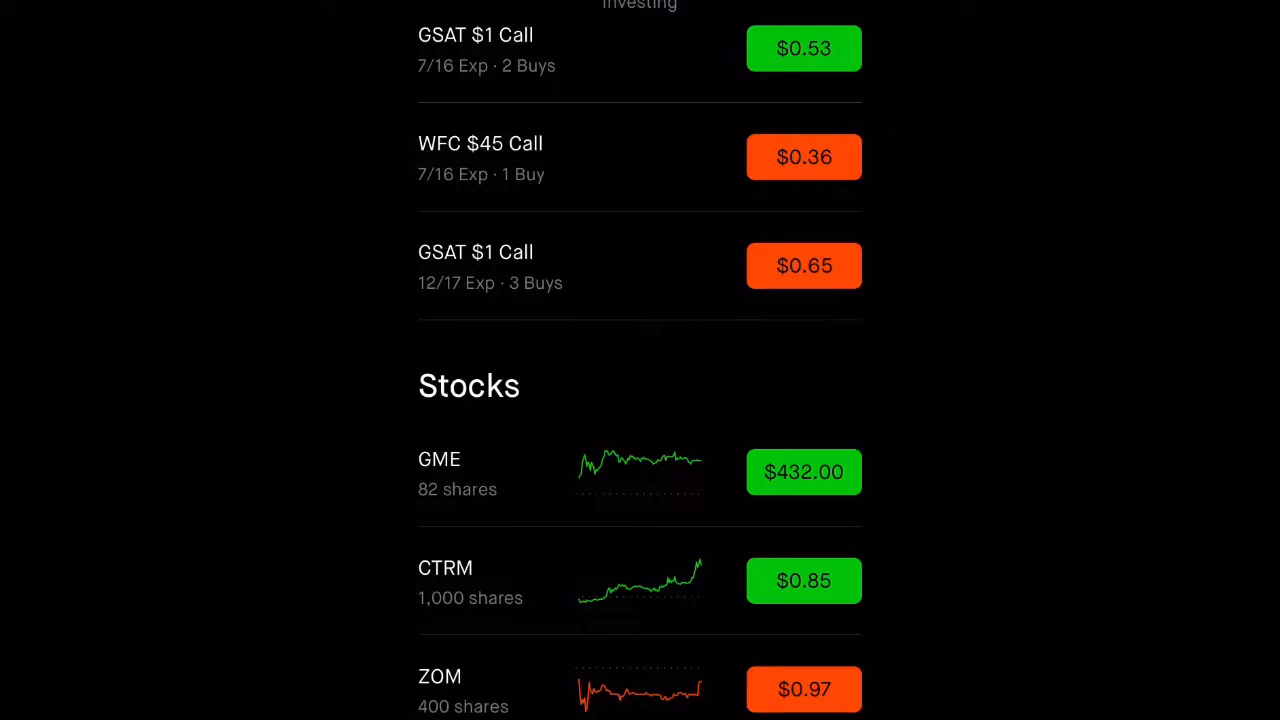 Investing
GSAT $1 Call
$0.53
7/16 Exp · 2 Buys
WFC $45 Call
$0.36
7/16 Exp · 1 Buy
GSAT $1 Call
$0.65
12/17 Exp · 3 Buys
Stocks
GME
$432.00
82 shares
CTRM
$0.85
1,000 shares
ZOM
$0.97
400 shares